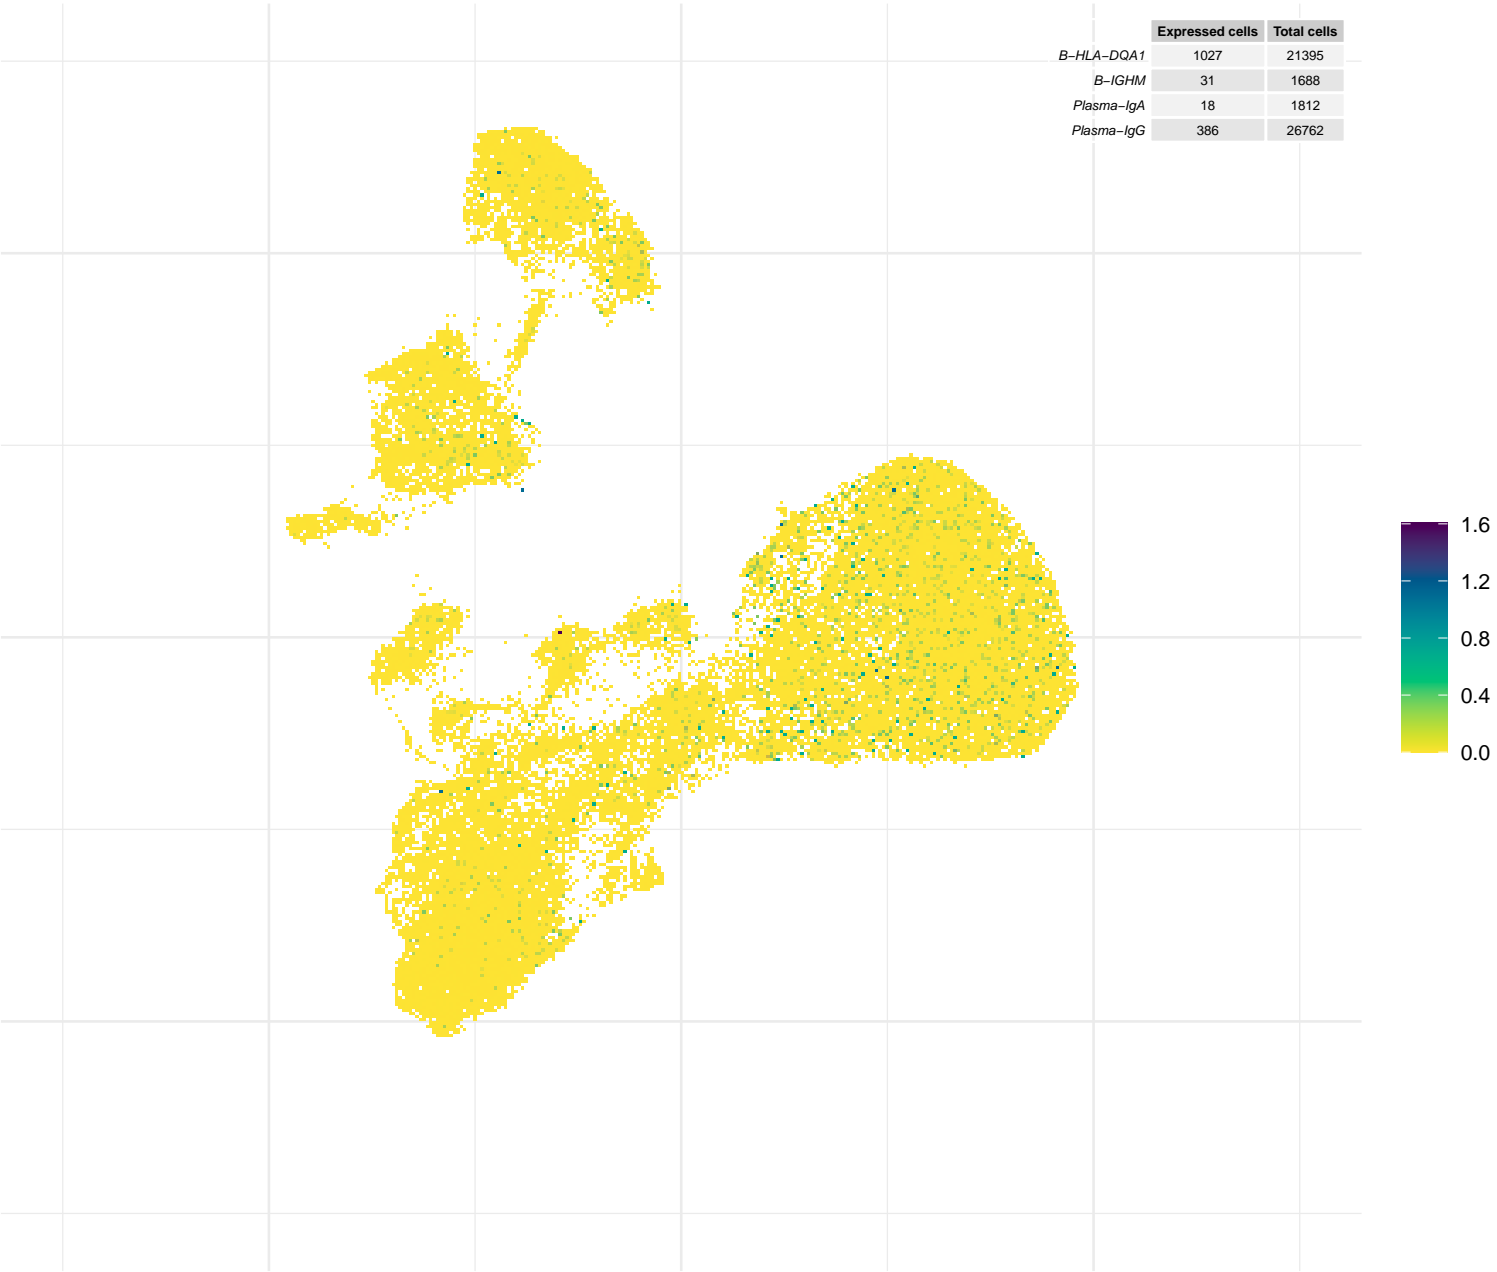 Expressed cells Total cells
B−HLA−DQA1 1027 21395
B−IGHM 31 1688
Plasma−IgA 18 1812
Plasma−IgG 386 26762
1.6
1.2
0.8
0.4
0.0